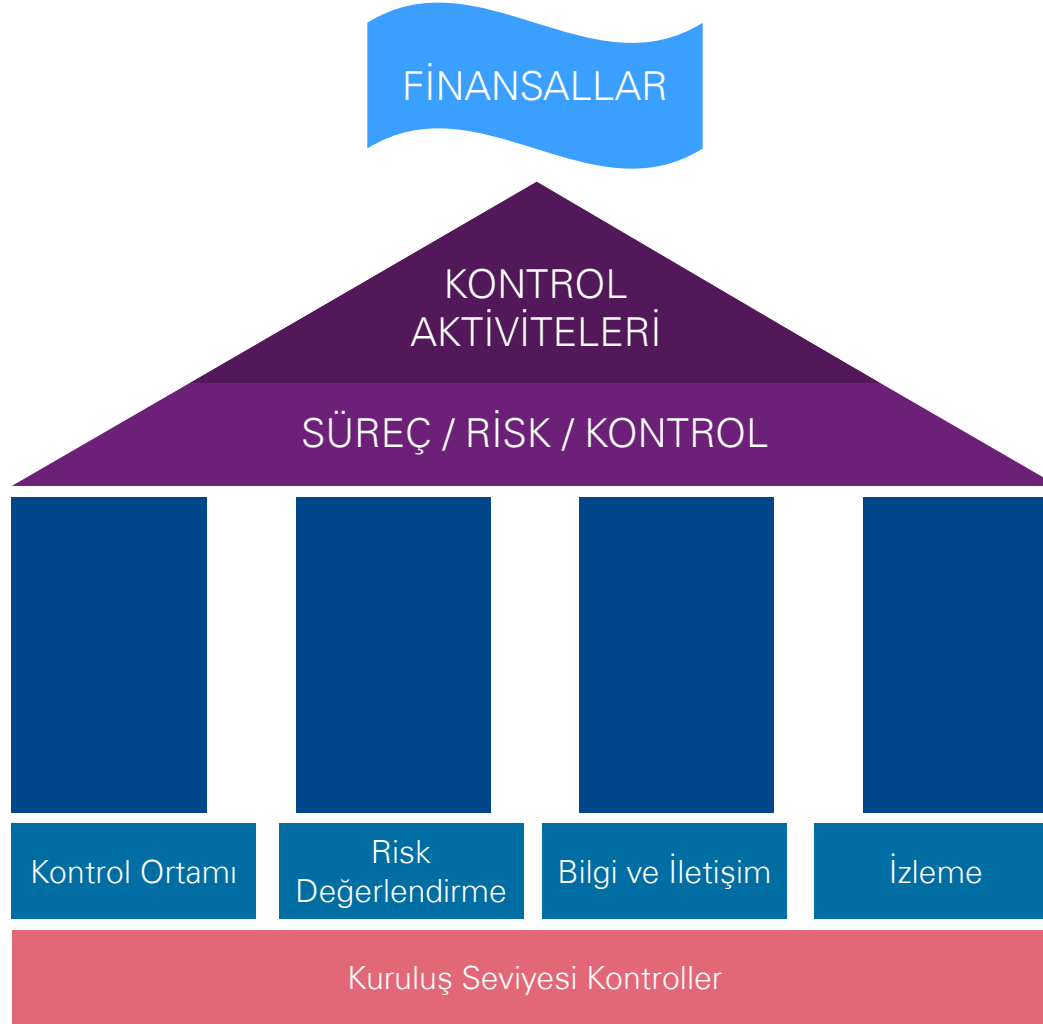 FİNANSALLAR
KONTROL
AKTİVİTELERİ
SÜREÇ / RİSK / KONTROL
Kontrol Ortamı
Risk
Değerlendirme
Bilgi ve İletişim
İzleme
Kuruluş Seviyesi Kontroller